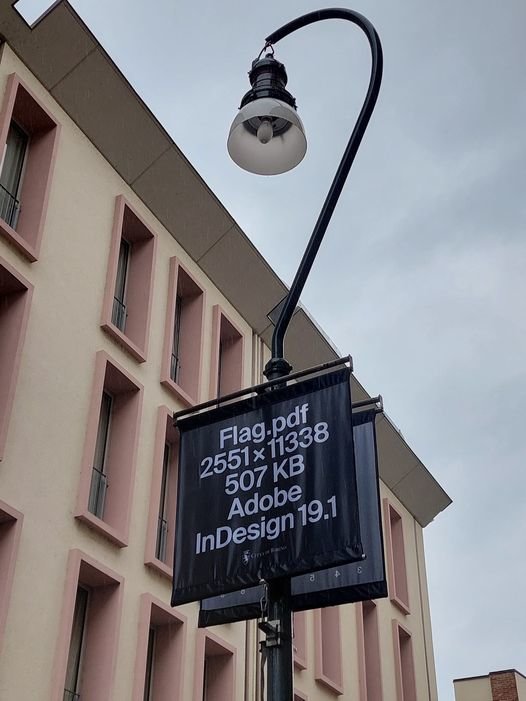 Flag.pdf
2551 × 11338
507 KB
Adobe
InDesign 19.1